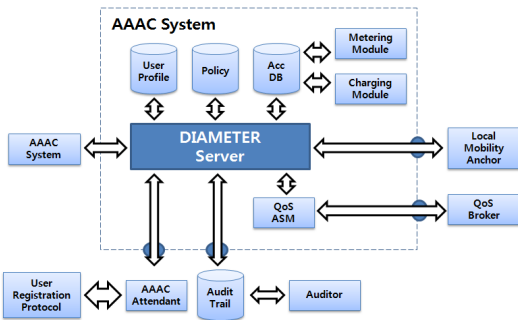 AAAC System
User
Profile
Policy
Acc
DB
Metering
Module
Charging
Module
AAAC
System
DIAMETER
Server
Local
Mobility
Anchor
QoS
ASM
QoS
Broker
User
Registration
Protocol
AAAC
Attendant
Audit
Trail
Auditor